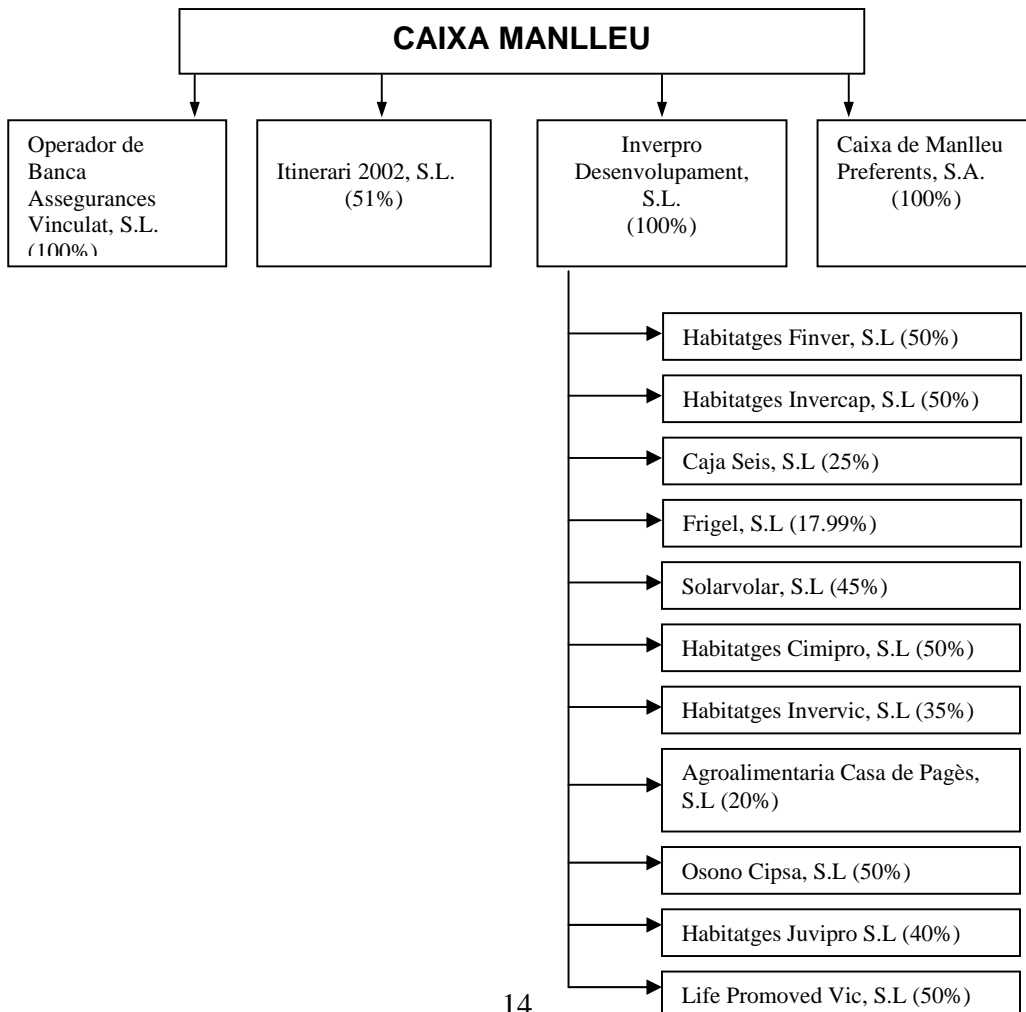 CAIXA MANLLEU
Operador de
Banca
Assegurances
Vinculat, S.L.
(100%)
Itinerari 2002, S.L.
(51%)
Inverpro
Desenvolupament,
S.L.
(100%)
Caixa de Manlleu
Preferents, S.A.
(100%)
Habitatges Finver, S.L (50%)
Habitatges Invercap, S.L (50%)
Caja Seis, S.L (25%)
Frigel, S.L (17.99%)
Solarvolar, S.L (45%)
Habitatges Cimipro, S.L (50%)
Habitatges Invervic, S.L (35%)
Agroalimentaria Casa de Pagès,
S.L (20%)
Osono Cipsa, S.L (50%)
Habitatges Juvipro S.L (40%)
Life Promoved Vic, S.L (50%)
14